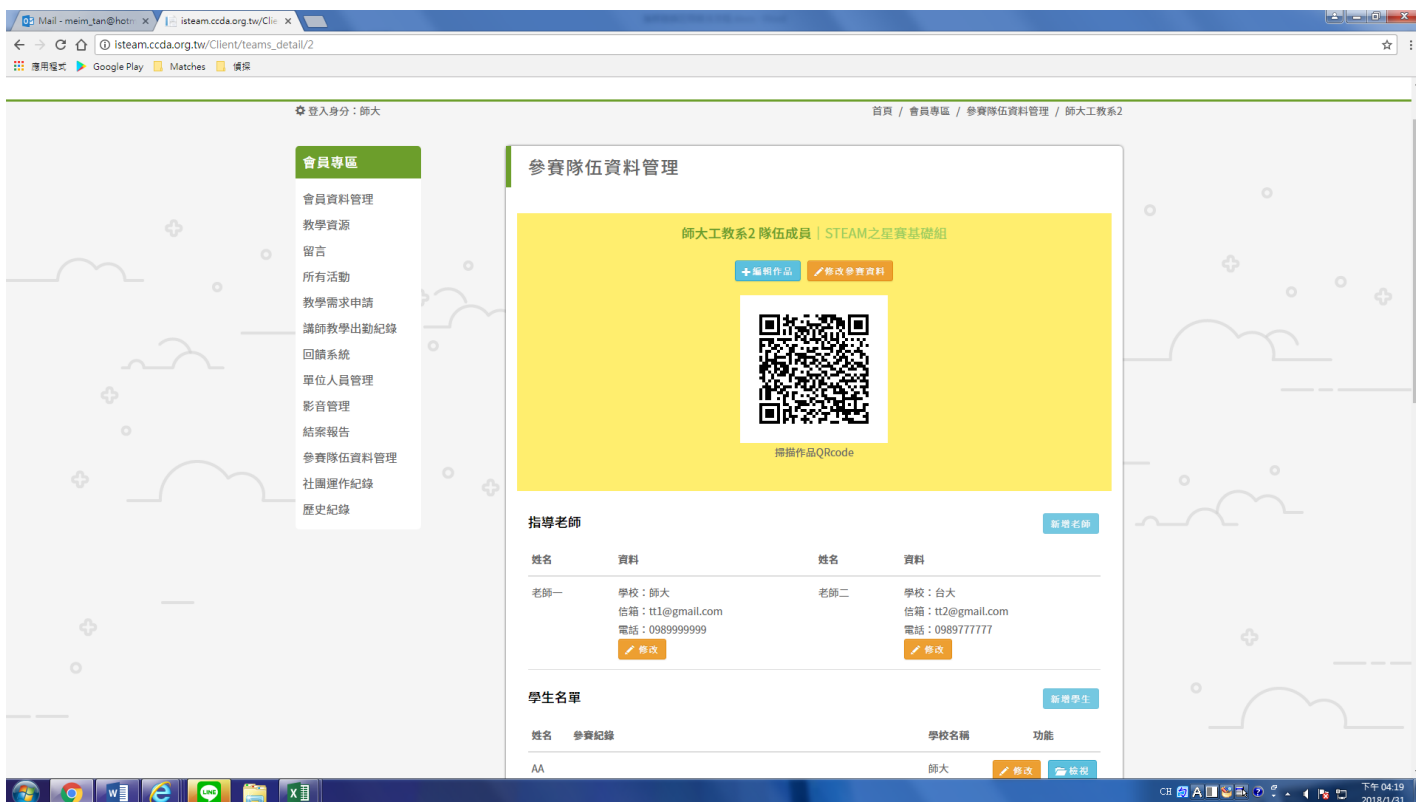 Mail - meim_tan@hotm
isteam.ccda.org.tw/Clie
isteam.ccda.org.tw/Client/teams_detail/2
應用程式
Google Play
Matches
偵探
登入身分：師大
首頁 / 會員專區 / 參賽隊伍資料管理 / 師大工教系2
會員專區
會員資料管理
教學資源
留言
所有活動
教學需求申請
講師教學出勤紀錄
回饋系統
單位人員管理
影音管理
結案報告
參賽隊伍資料管理
社團運作紀錄
歷史紀錄
參賽隊伍資料管理
師大工教系2 隊伍成員｜STEAM之星賽基礎組
編輯作品
修改參賽資料
掃描作品QRcode
指導老師
新增老師
姓名 資料 姓名 資料
老師一 學校：師大 老師二 學校：台大
信箱：tt1@gmail.com 信箱：tt2@gmail.com
電話：0989999999 電話：0989777777
修改 修改
學生名單
新增學生
姓名 參賽紀錄 學校名稱 功能
AA 師大 修改 檢視
CH
下午 04:19
2018/1/31